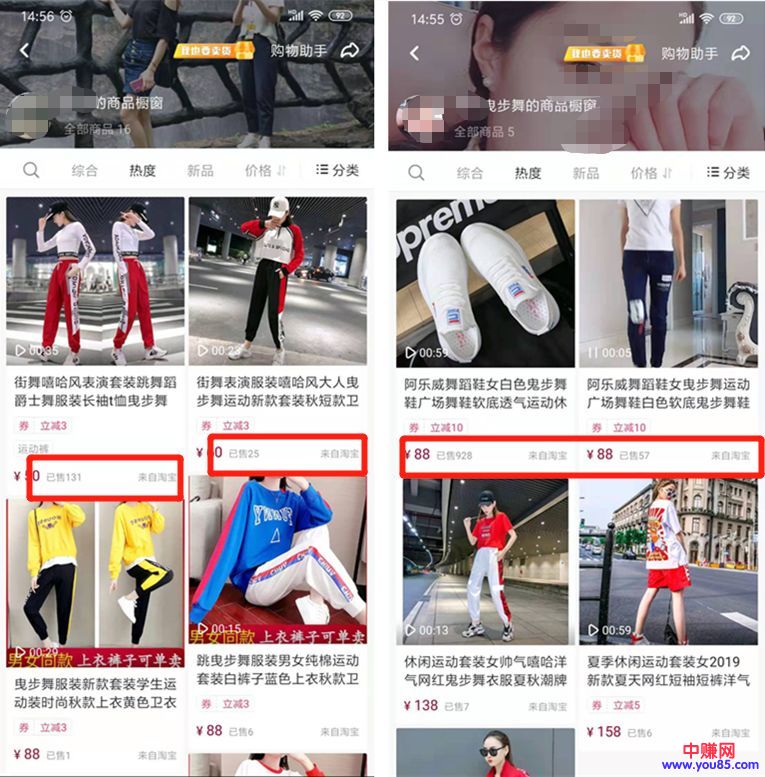 14:56
92
我也要卖货
购物助手
的商品橱窗
全部商品 16
综合
热度
新品
价格
分类
00:35
00:23
街舞嘻哈风表演套装跳舞蹈
爵士舞服装长袖t恤曳步舞
券 立减3
运动裤
已售131
来自淘宝
街舞表演服装嘻哈风大人曳
步舞运动新款套装秋短款卫
券 立减3
已售25
来自淘宝
00:29
男女同款 上衣裤子可单卖
00:15
男女同款 上衣裤子可单卖
曳步舞服装新款套装学生运
动装时尚秋款上衣黄色卫衣
券 立减3
¥ 88 已售1
来自淘宝
跳曳步舞服装男女纯棉运动
套装白裤子蓝色上衣秋款卫
券 立减3
¥ 88 已售6
来自淘宝
14:55
92
我也要卖货
购物助手
曳步舞的商品橱窗
全部商品 5
综合
热度
新品
价格
分类
00:59
00:05
阿乐威舞蹈鞋女白色鬼步舞
鞋广场舞鞋软底透气运动休
券 立减10
¥ 88 已售928
来自淘宝
阿乐威舞蹈鞋女曳步舞运动
广场舞鞋白色软底鬼步舞鞋
券 立减10
¥ 88 已售57
来自淘宝
00:13
00:59
休闲运动套装女帅气嘻哈洋
气网红鬼步舞衣服夏秋潮牌
¥ 138 已售7
来自淘宝
夏季休闲运动套装女2019
新款夏天网红短袖短裤洋气
券 立减5
¥ 158 已售6
来自淘宝
中赚网
www.you85.com